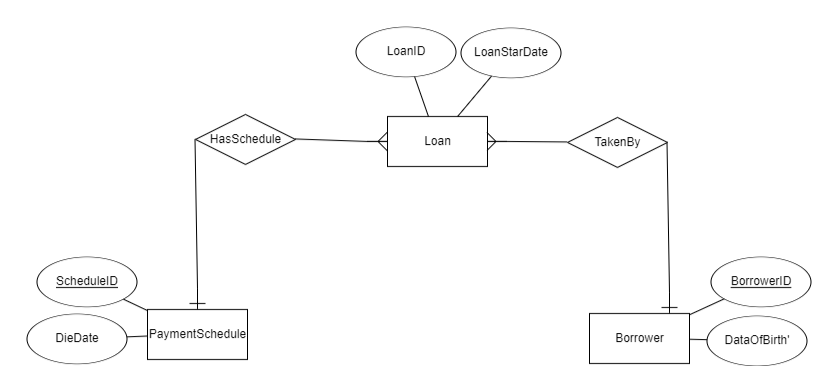 LoanID
LoanStarDate
HasSchedule
Loan
TakenBy
ScheduleID
BorrowerID
DieDate
PaymentSchedule
Borrower
DataOfBirth'